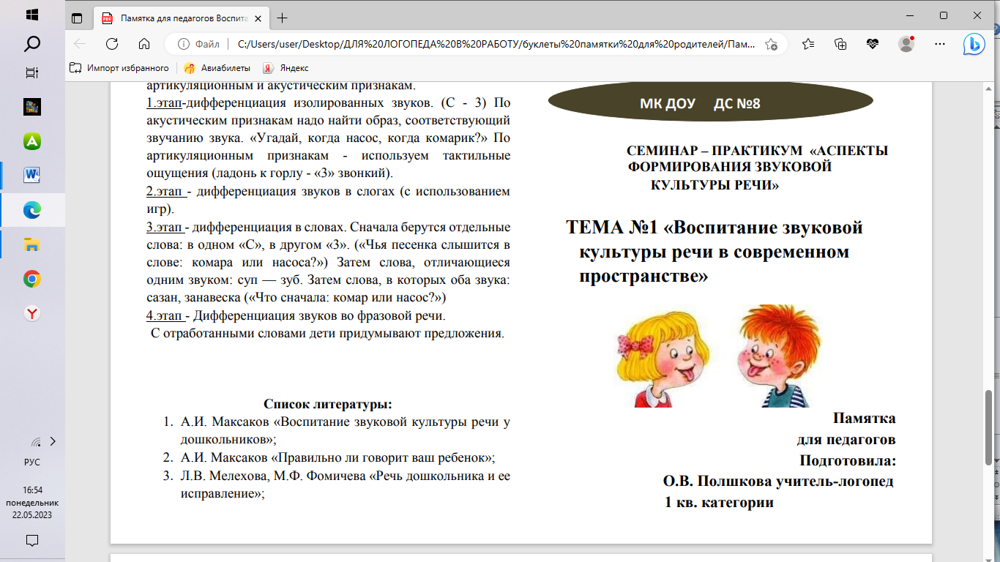 Памятка для педагогов Воспита
Файл
C:/Users/user/Desktop/ДЛЯ%20ЛОГОПЕДА%20В%20РАБОТУ/буклеты%20памятки%20для%20родителей/Пам...
Импорт избранного
Авиабилеты
Яндекс
артикуляционным и акустическим признакам.
1.этап-дифференциация изолированных звуков. (С - З) По
акустическим признакам надо найти образ, соответствующий
звучанию звука. «Угадай, когда насос, когда комарик?» По
артикуляционным признакам - используем тактильные
ощущения (ладонь к горлу - «З» звонкий).
2.этап - дифференциация звуков в слогах (с использованием
игр).
3.этап - дифференциация в словах. Сначала берутся отдельные
слова: в одном «С», в другом «З». («Чья песенка слышится в
слове: комара или насоса?») Затем слова, отличающиеся
одним звуком: суп — зуб. Затем слова, в которых оба звука:
сазан, занавеска («Что сначала: комар или насос?»)
4.этап - Дифференциация звуков во фразовой речи.
С отработанными словами дети придумывают предложения.
Список литературы:
1. А.И. Максаков «Воспитание звуковой культуры речи у
дошкольников»;
2. А.И. Максаков «Правильно ли говорит ваш ребенок»;
3. Л.В. Мелехова, М.Ф. Фомичева «Речь дошкольника и ее
исправление»;
МК ДОУ ДС №8
СЕМИНАР – ПРАКТИКУМ «АСПЕКТЫ
ФОРМИРОВАНИЯ ЗВУКОВОЙ
КУЛЬТУРЫ РЕЧИ»
ТЕМА №1 «Воспитание звуковой
культуры речи в современном
пространстве»
Памятка
для педагогов
Подготовила:
О.В. Полшкова учитель-логопед
1 кв. категории
РУС
16:54
понедельник
22.05.2023